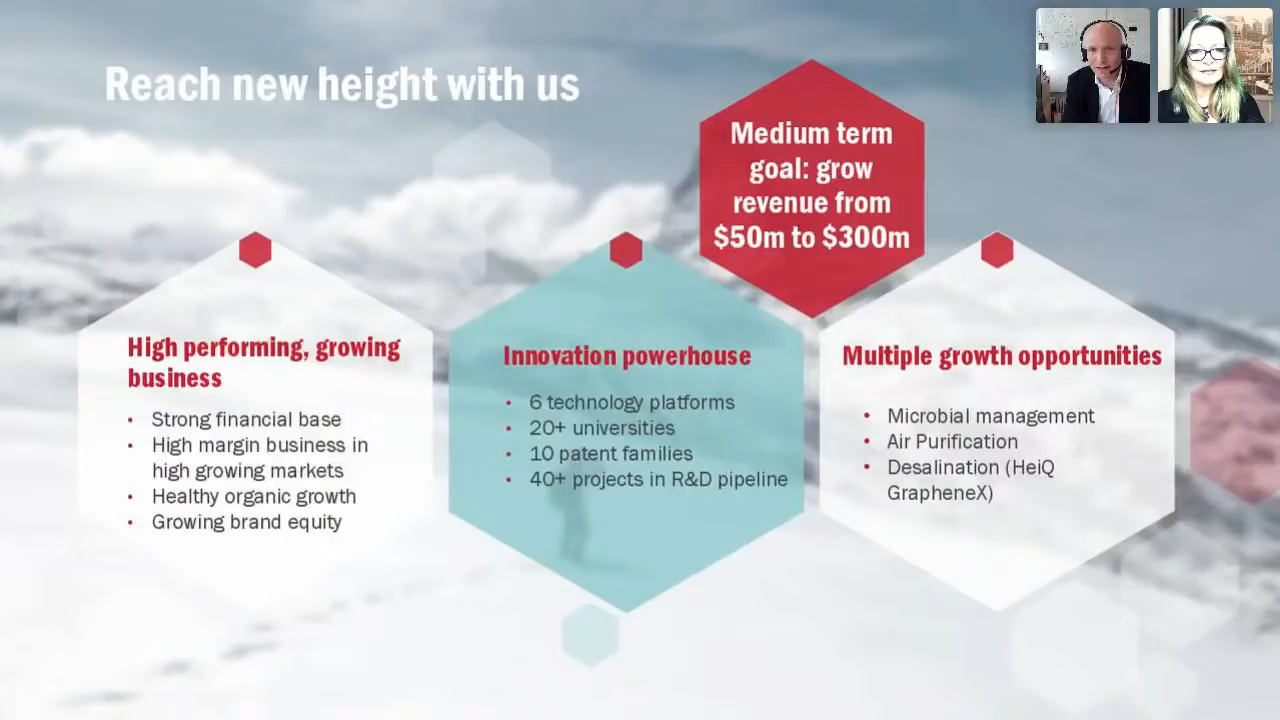 Reach new height with us
Medium term
goal: grow
revenue from
$50m to $300m
High performing, growing
business
• Strong financial base
• High margin business in
high growing markets
• Healthy organic growth
• Growing brand equity
Innovation powerhouse
• 6 technology platforms
• 20+ universities
• 10 patent families
• 40+ projects in R&D pipeline
Multiple growth opportunities
• Microbial management
• Air Purification
• Desalination (HeiQ
GrapheneX)